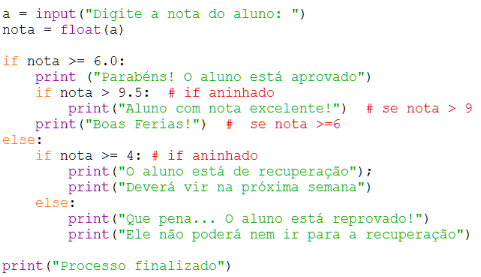 a = input("Digite a nota do aluno: ")
nota = float(a)
if nota >= 6.0:
    print ("Parabéns! O aluno está aprovado")
    if nota > 9.5:  # if aninhado
        print("Aluno com nota excelente!")  # se nota > 9
    print("Boas Ferias!")  #  se nota >=6
else:
    if nota >= 4: # if aninhado
        print("O aluno está de recuperação");
        print("Deverá vir na próxima semana")
    else:
        print("Que pena... O aluno está reprovado!")
        print("Ele não poderá nem ir para a recuperação")
print("Processo finalizado")